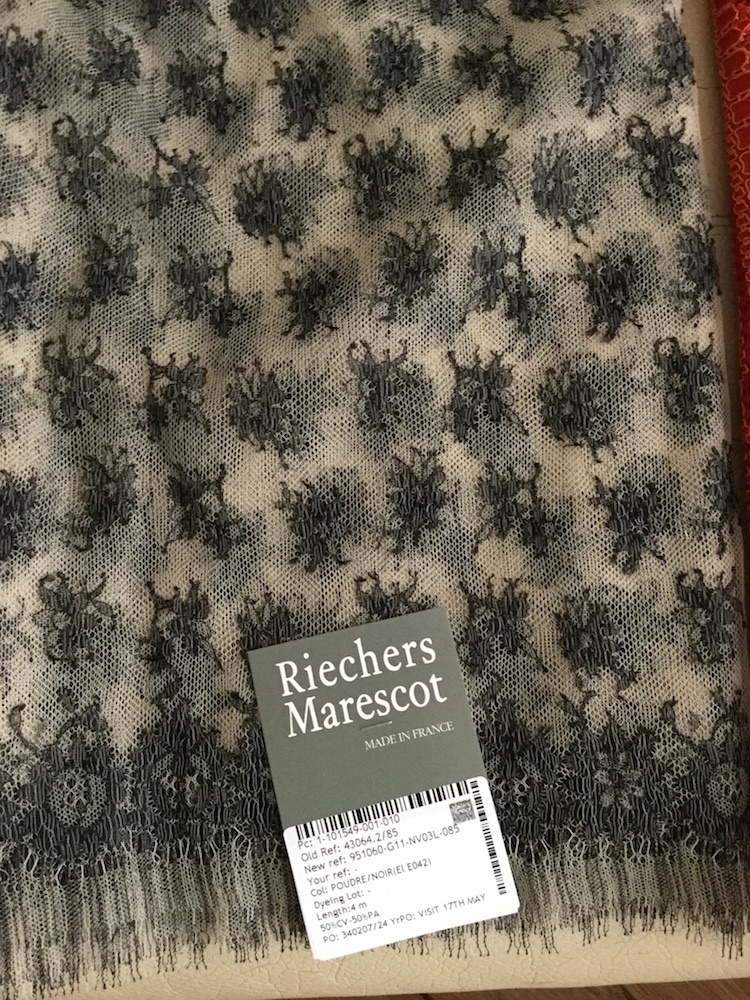 Riechers
Marescot
MADE IN FRANCE
Pc: 1-101549-001-010
Old Ref: 43064.2/85
New ref: 951060-G11-NV03L-085
Your ref: -
Col: POUDRE/NOIR(EI E042)
Dyeing Lot: -
Length:4 m
50%CV-50%PA
PO: 340207/24 YrPO: VISIT 17TH MAY